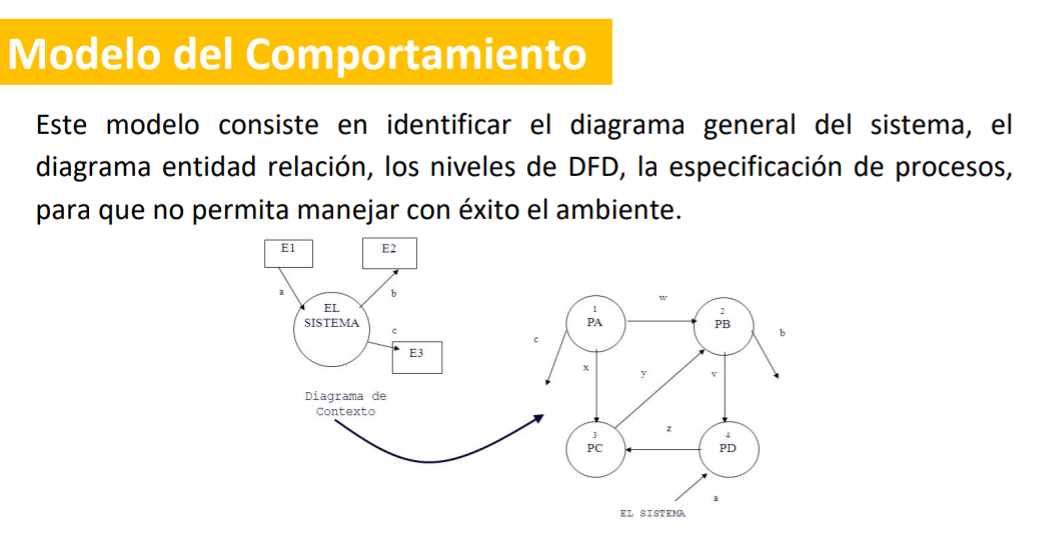 Modelo del Comportamiento
Este modelo consiste en identificar el diagrama general del sistema, el
diagrama entidad relación, los niveles de DFD, la especificación de procesos,
para que no permita manejar con éxito el ambiente.
E1
E2
a
b
EL
SISTEMA
c
E3
Diagrama de
Contexto
w
1
PA
2
PB
c
b
x
y
v
z
3
PC
4
PD
a
EL SISTEMA